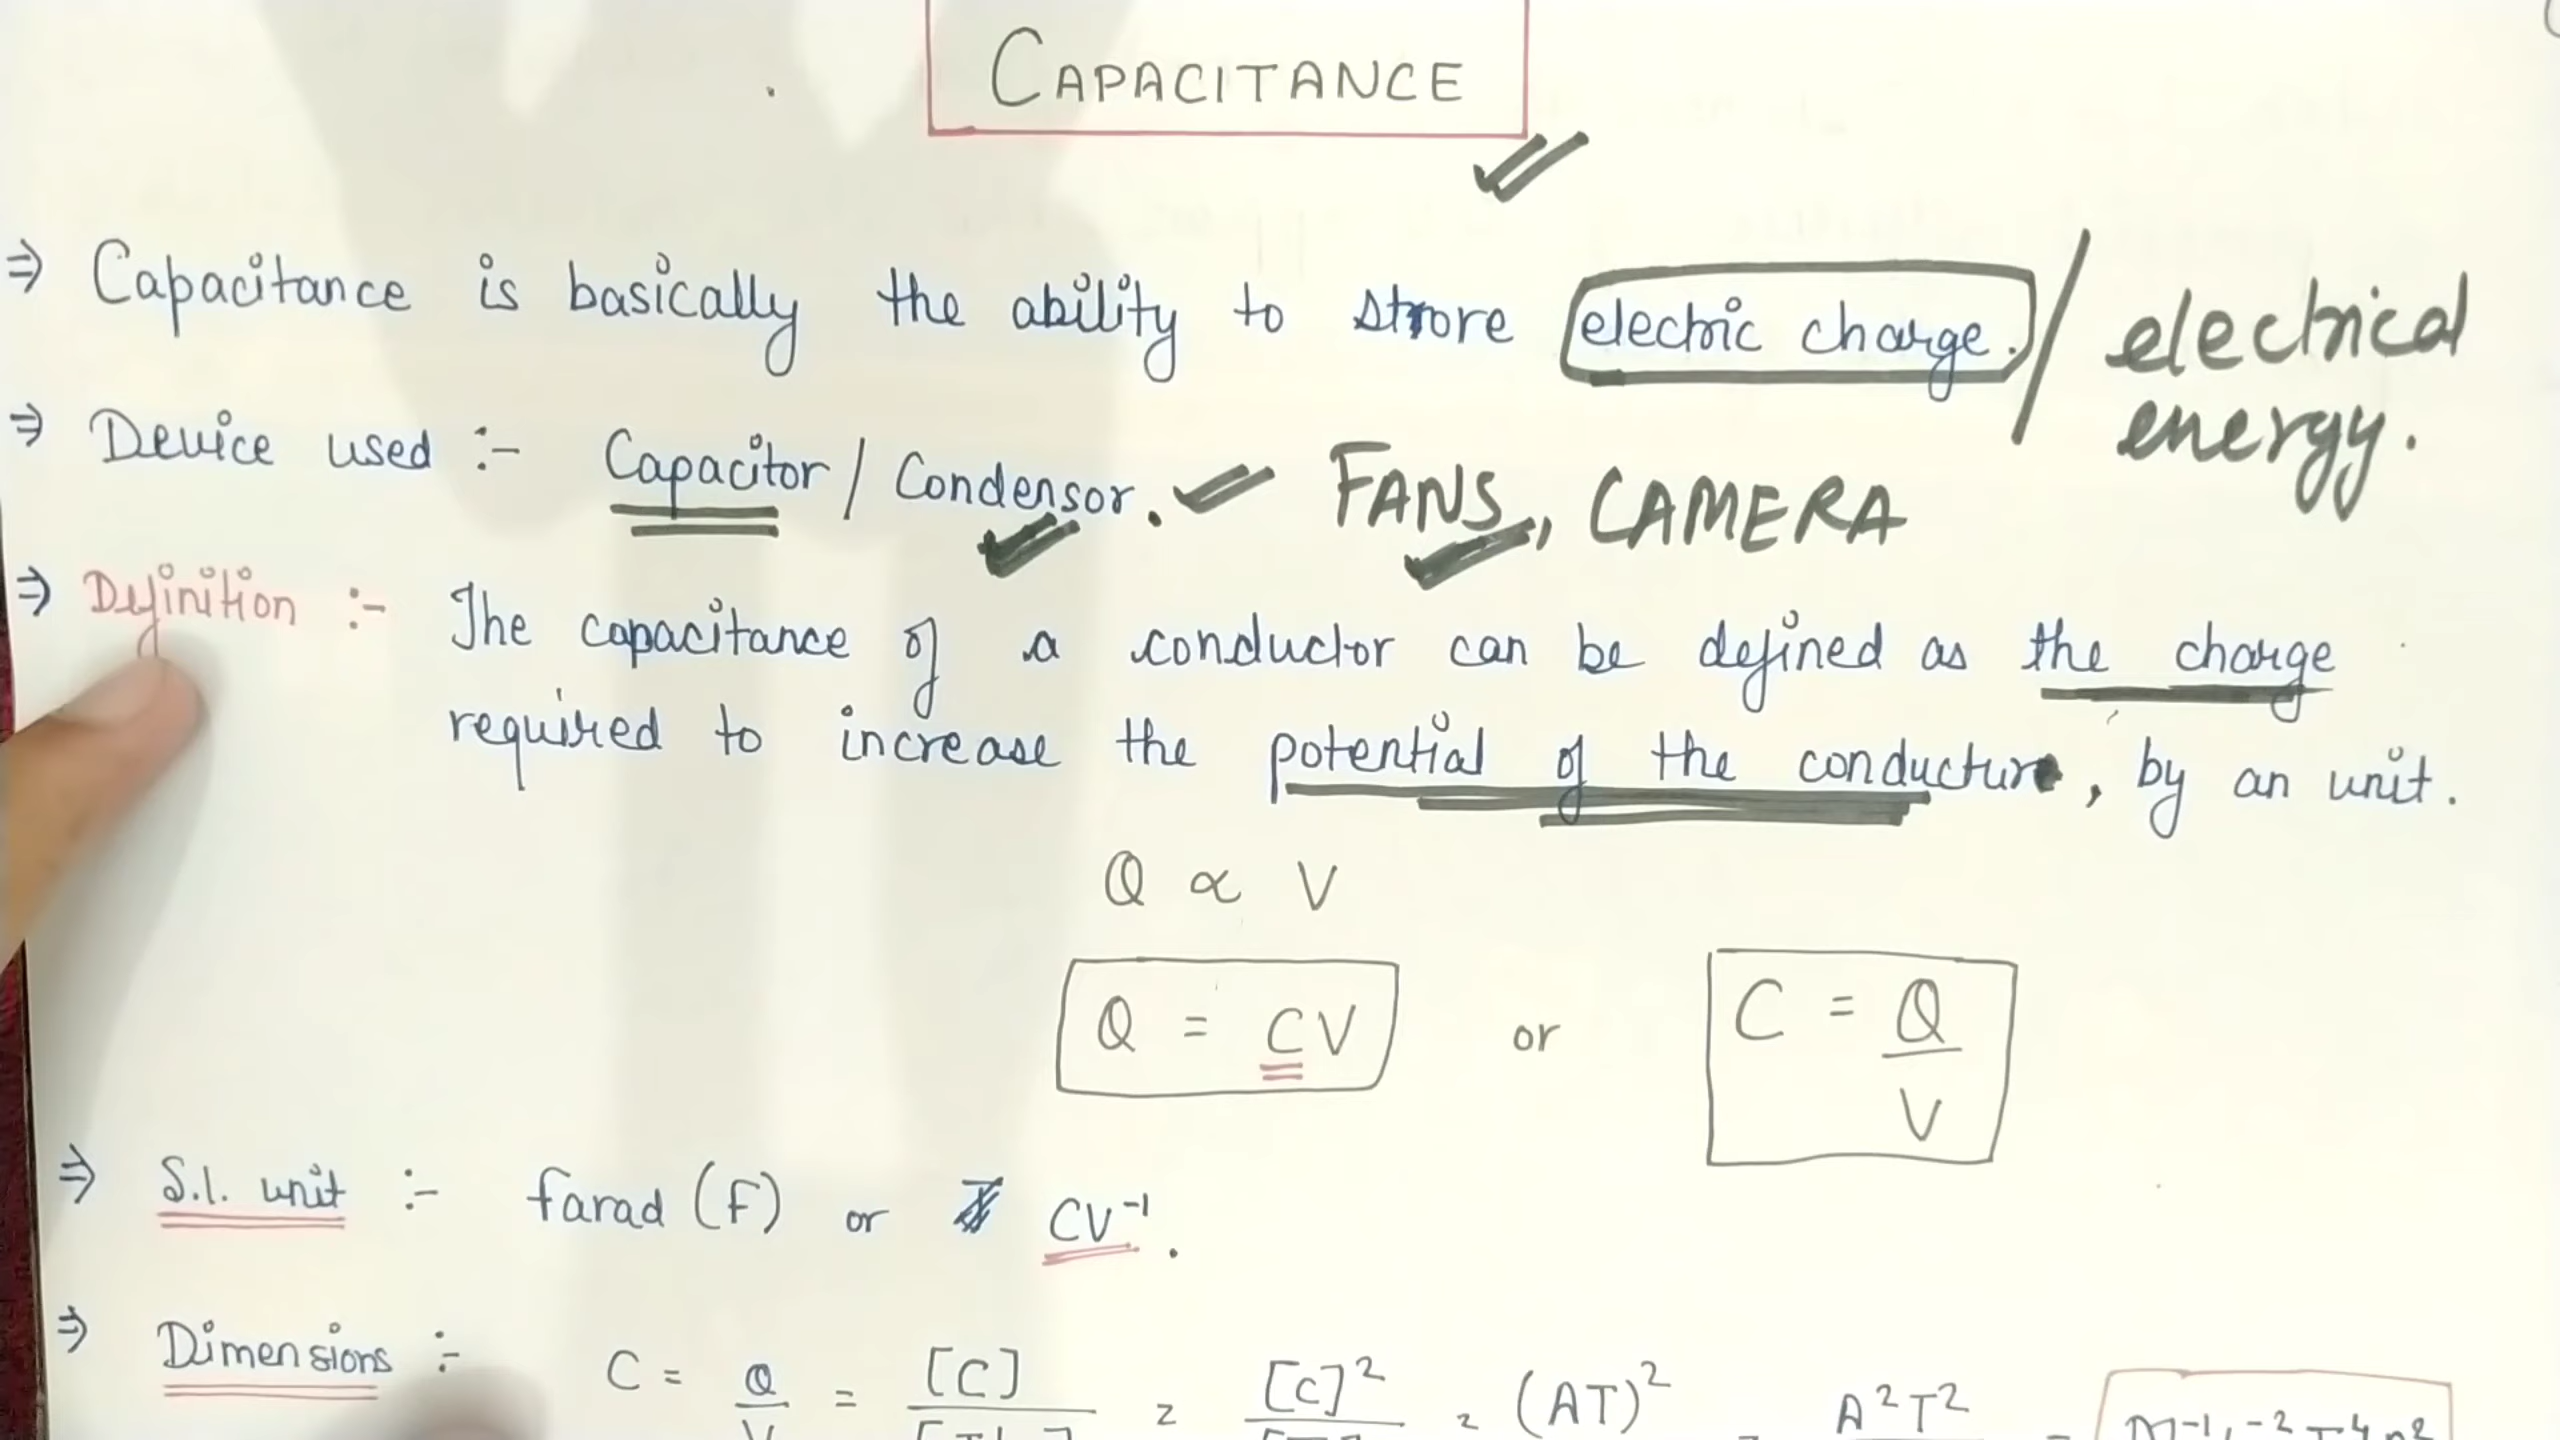 CAPACITANCE
⇒ Capacitance is basically the ability to strore electric charge. / electrical energy.
⇒ Device used :- Capacitor / Condensor. FANS, CAMERA
⇒ Definition :- The capacitance of a conductor can be defined as the charge
required to increase the potential of the conductur, by an unit.
Q ∝ V
Q = CV or C = Q/V
⇒ S.I. unit :- farad (F) or CV⁻¹.
⇒ Dimensions :- C = Q/V = [C] = [C]² = (AT)² = A²T² =